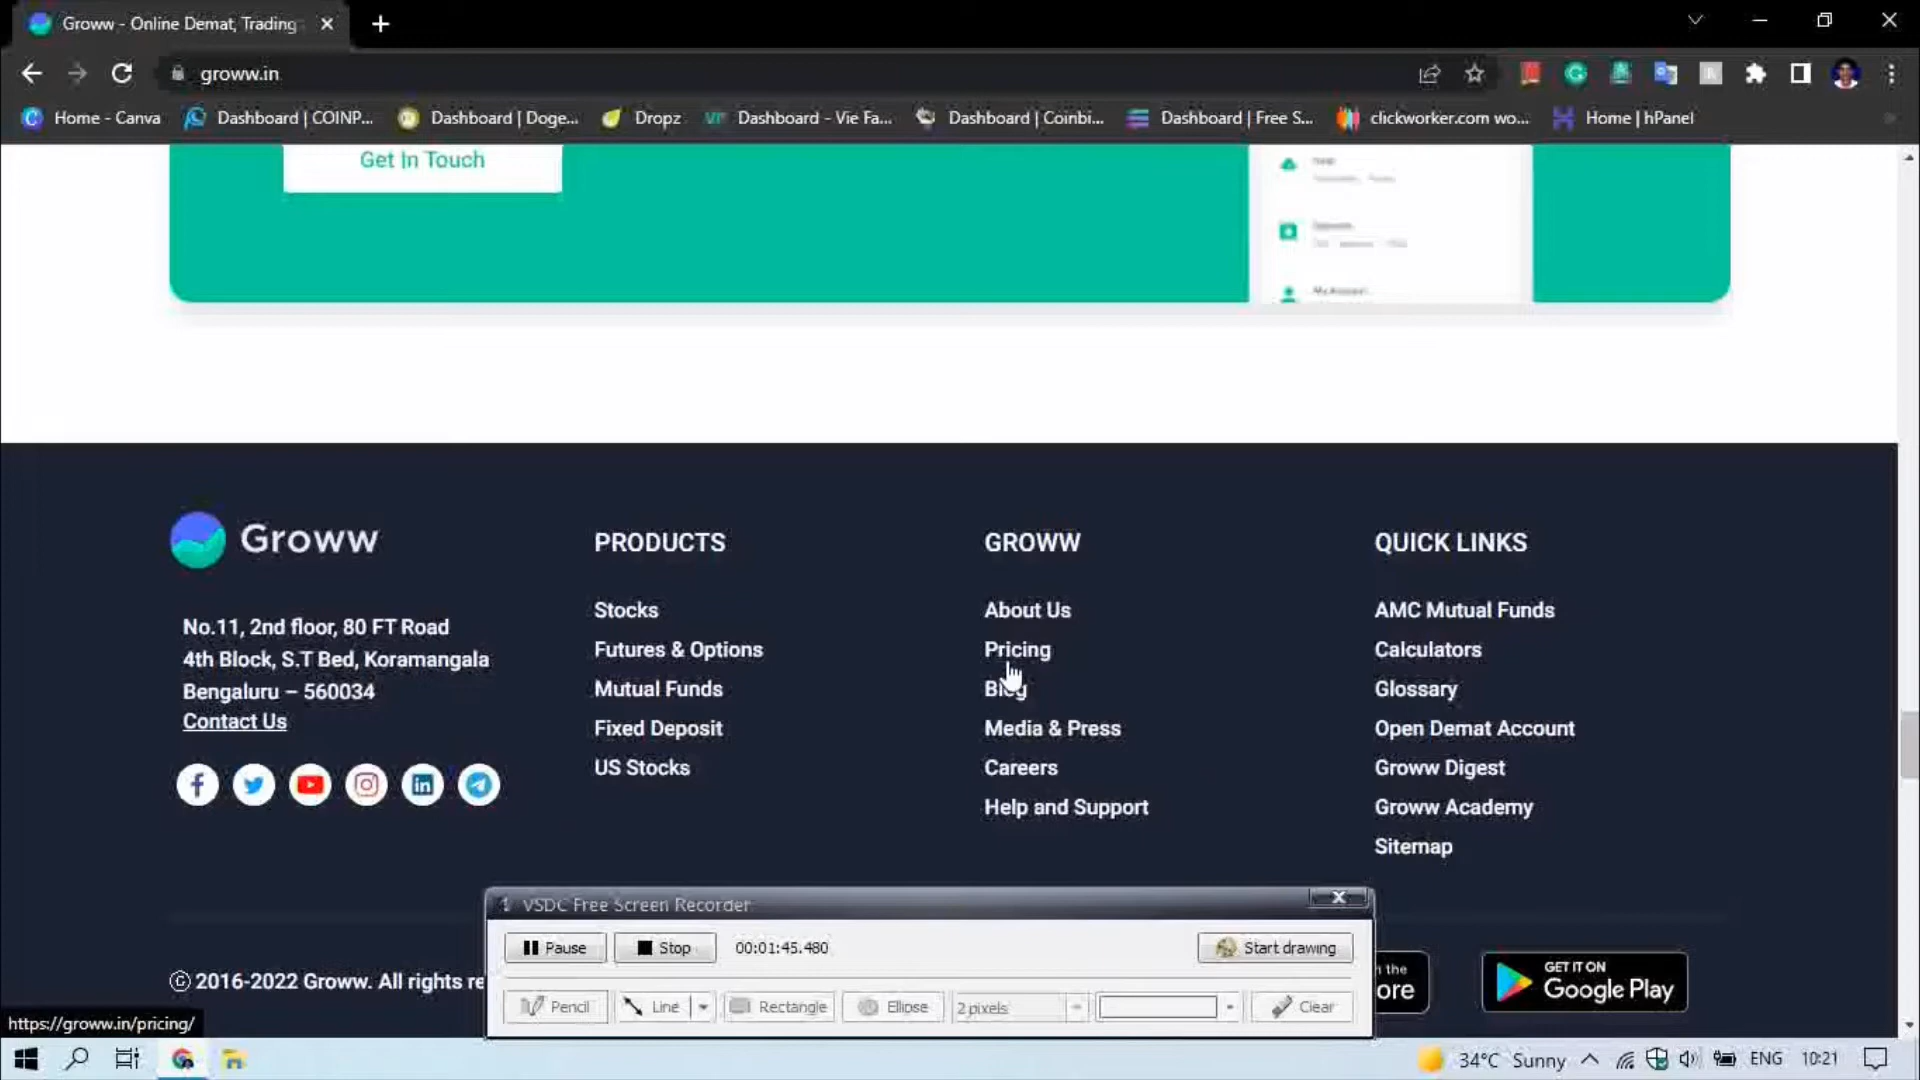 Groww - Online Demat, Trading
groww.in
Home - Canva
Dashboard | COINP...
Dashboard | Doge...
Dropz
Dashboard - Vie Fa...
Dashboard | Coinbi...
Dashboard | Free S...
clickworker.com wo...
Home | hPanel
Get In Touch
My Account
Groww
No.11, 2nd floor, 80 FT Road
4th Block, S.T Bed, Koramangala
Bengaluru – 560034
Contact Us
PRODUCTS
Stocks
Futures & Options
Mutual Funds
Fixed Deposit
US Stocks
GROWW
About Us
Pricing
Blog
Media & Press
Careers
Help and Support
QUICK LINKS
AMC Mutual Funds
Calculators
Glossary
Open Demat Account
Groww Digest
Groww Academy
Sitemap
VSDC Free Screen Recorder
Pause
Stop
00:01:45.480
Start drawing
Pencil
Line
Rectangle
Ellipse
2 pixels
Clear
© 2016-2022 Groww. All rights re
n the
ore
GET IT ON
Google Play
https://groww.in/pricing/
34°C Sunny
ENG
10:21